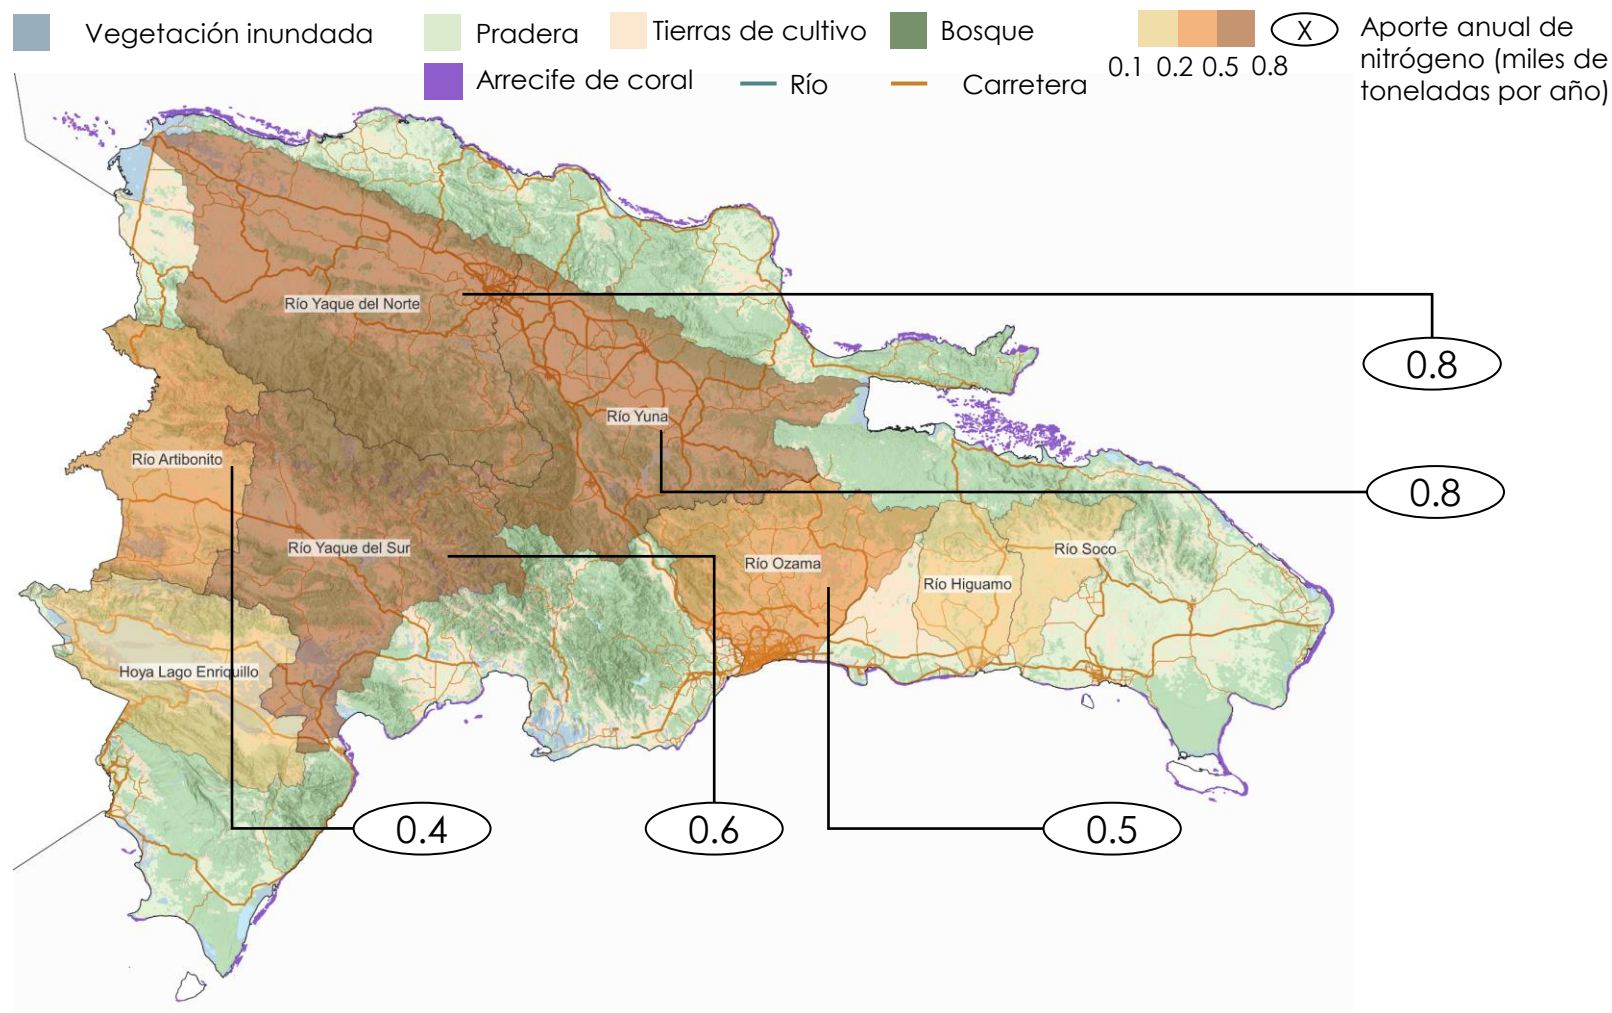 Vegetación inundada
Pradera
Tierras de cultivo
Bosque
Arrecife de coral
Río
Carretera
0.1 0.2 0.5 0.8
X
Aporte anual de
nitrógeno (miles de
toneladas por año)
Río Yaque del Norte
0.8
Río Yuna
Río Artibonito
0.8
Río Yaque del Sur
Río Ozama
Río Soco
Río Higuamo
Hoya Lago Enriquillo
0.4
0.6
0.5